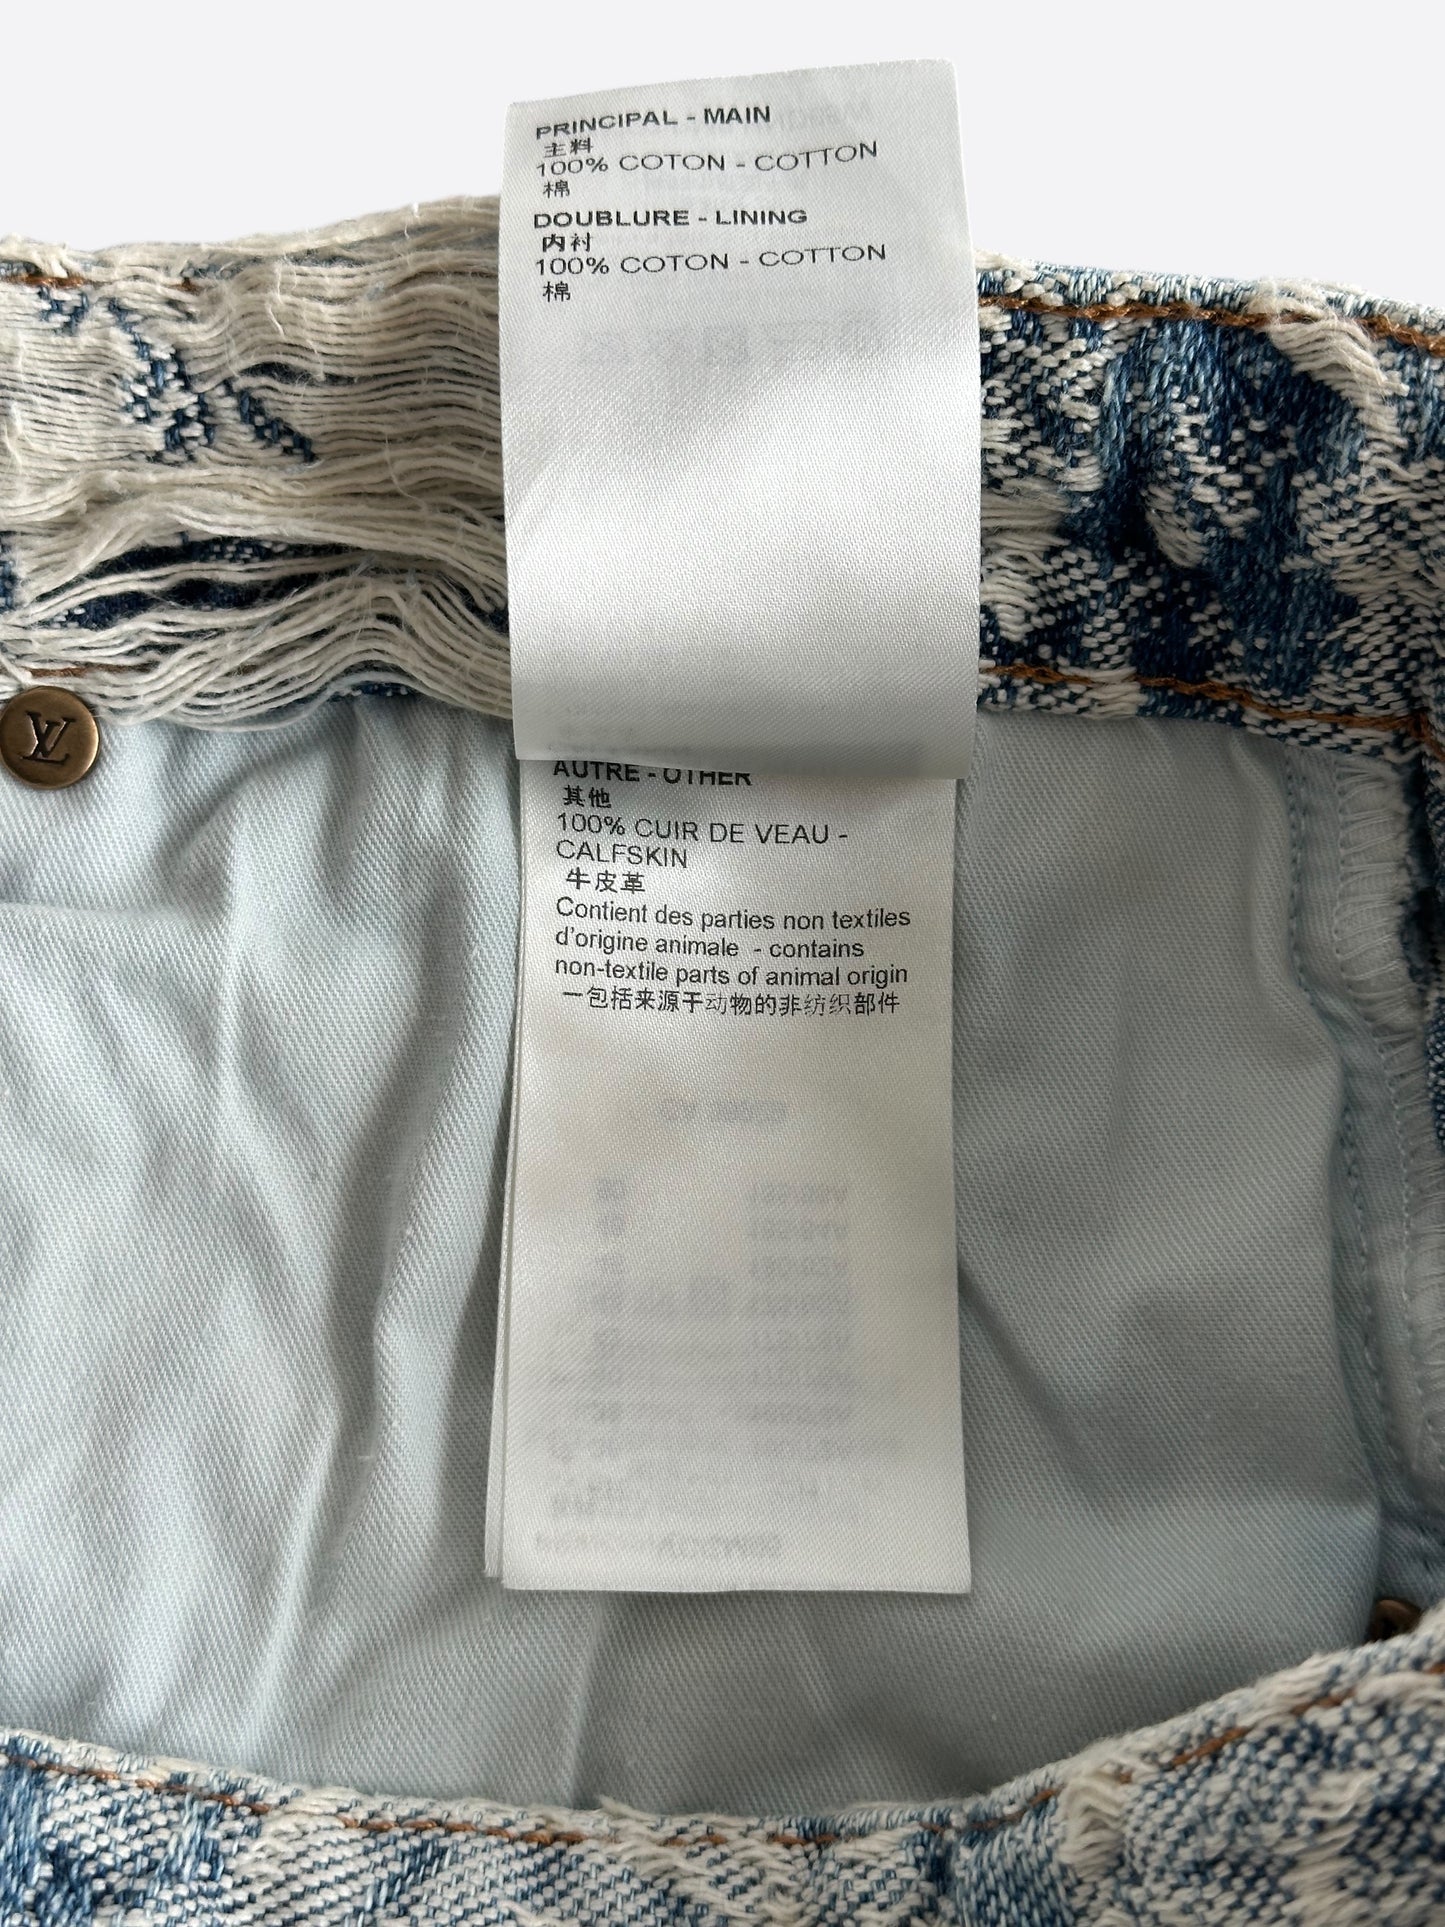 PRINCIPAL - MAIN
主料
100% COTON - COTTON
棉
DOUBLURE - LINING
内衬
100% COTON - COTTON
棉
LV
AUTRE - OTHER
其他
100% CUIR DE VEAU -
CALFSKIN
牛皮革
Contient des parties non textiles
d'origine animale - contains
non-textile parts of animal origin
一包括来源于动物的非纺织部件